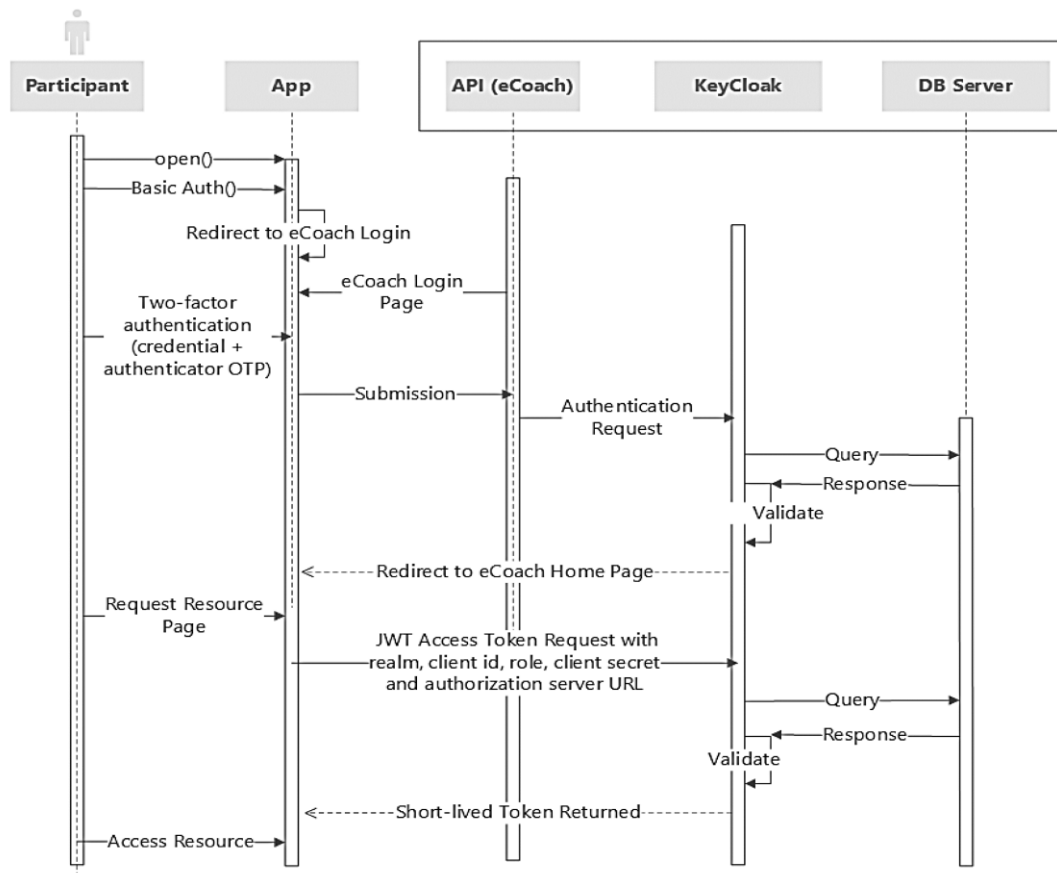 Participant
App
API (eCoach)
KeyCloak
DB Server
open()
Basic Auth()
Redirect to eCoach Login
eCoach Login
Page
Two-factor
authentication
(credential +
authenticator OTP)
Submission
Authentication
Request
Query
Response
Validate
Redirect to eCoach Home Page
Request Resource
Page
JWT Access Token Request with
realm, client id, role, client secret
and authorization server URL
Query
Response
Validate
Short-lived Token Returned
Access Resource